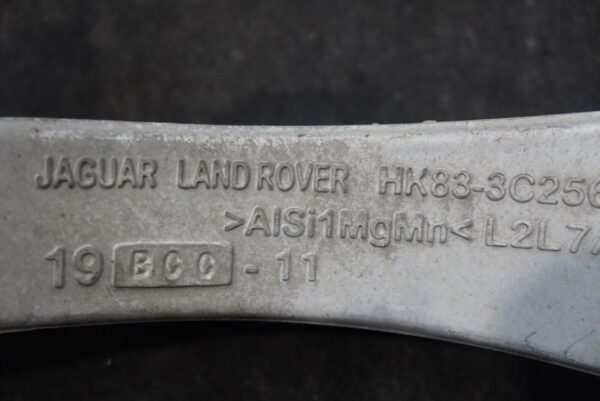 JAGUAR LAND ROVER HK83-3C256
>AlSi1MgMn< L2L7
19 BCC - 11